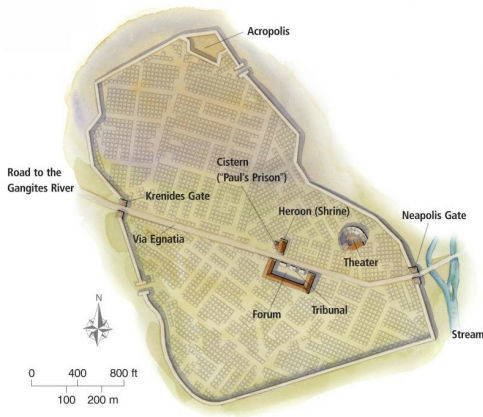 Acropolis
Cistern
("Paul's Prison")
Road to the
Gangites River
Krenides Gate
Heroon (Shrine)
Neapolis Gate
Via Egnatia
Theater
Forum
Tribunal
Stream
N
0 400 800 ft
100 200 m